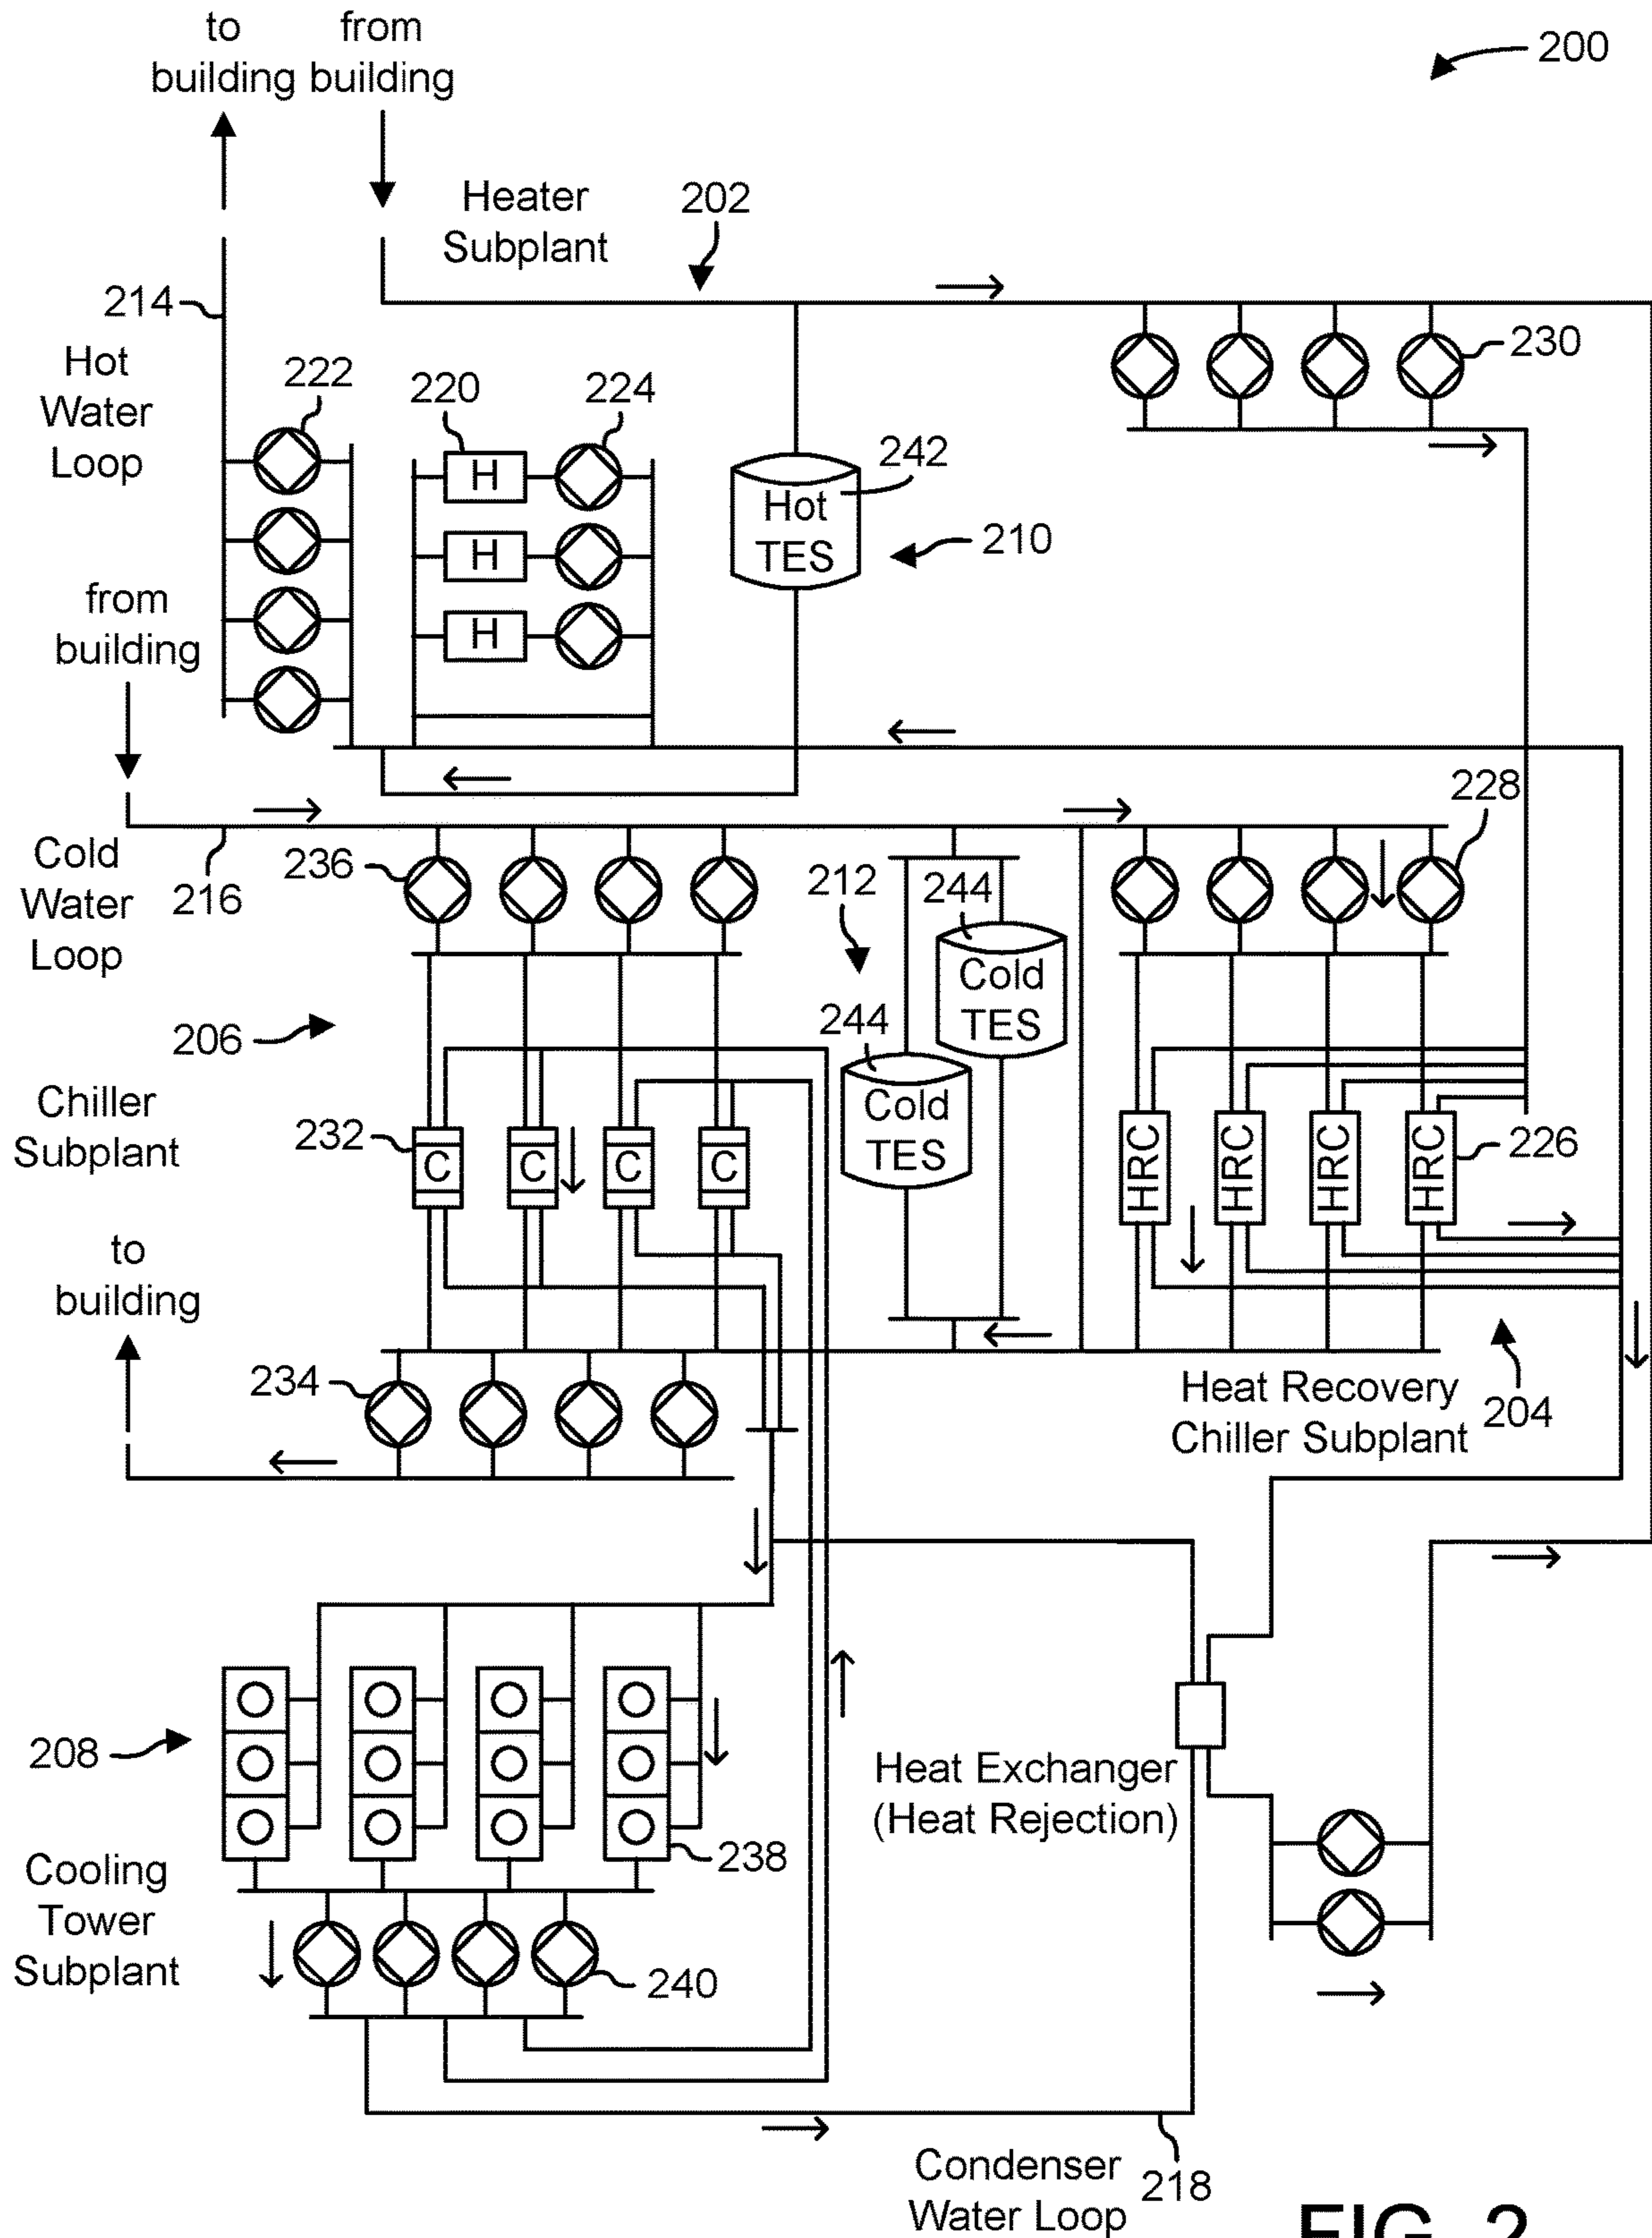 to
building
from
building
200
Heater
Subplant
202
214
Hot
Water
Loop
222
220
224
230
H
H
H
Hot
TES
242
210
from
building
Cold
Water
Loop
216
236
212
244
244
228
Cold
TES
Cold
TES
206
Chiller
Subplant
232
C
C
C
C
HRC
HRC
HRC
HRC
226
to
building
234
Heat Recovery
Chiller Subplant
204
208
Heat Exchanger
(Heat Rejection)
238
Cooling
Tower
Subplant
240
Condenser
Water Loop
218
FIG. 2